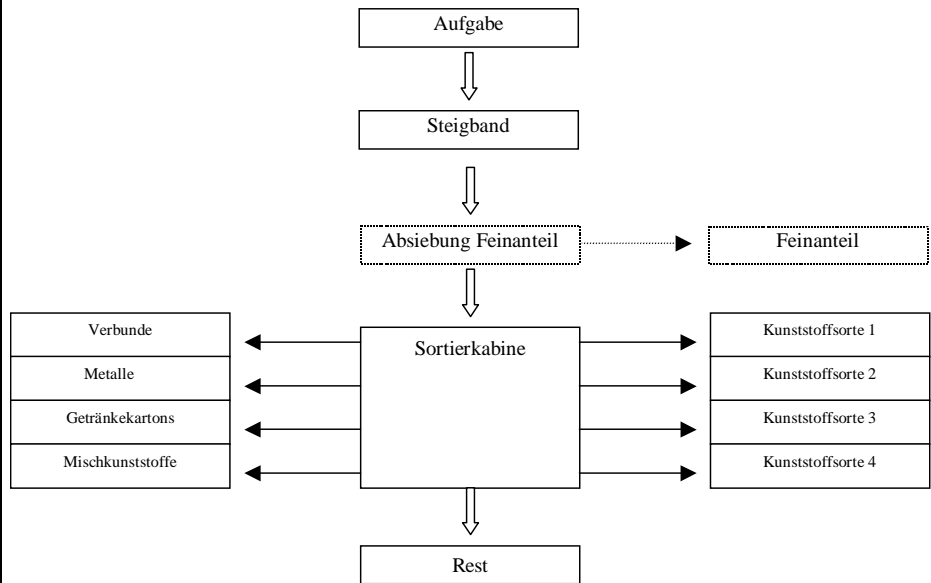 Aufgabe
Steigband
Absiebung Feinanteil
Feinanteil
Verbunde
Metalle
Getränkekartons
Mischkunststoffe
Sortierkabine
Kunststoffsorte 1
Kunststoffsorte 2
Kunststoffsorte 3
Kunststoffsorte 4
Rest